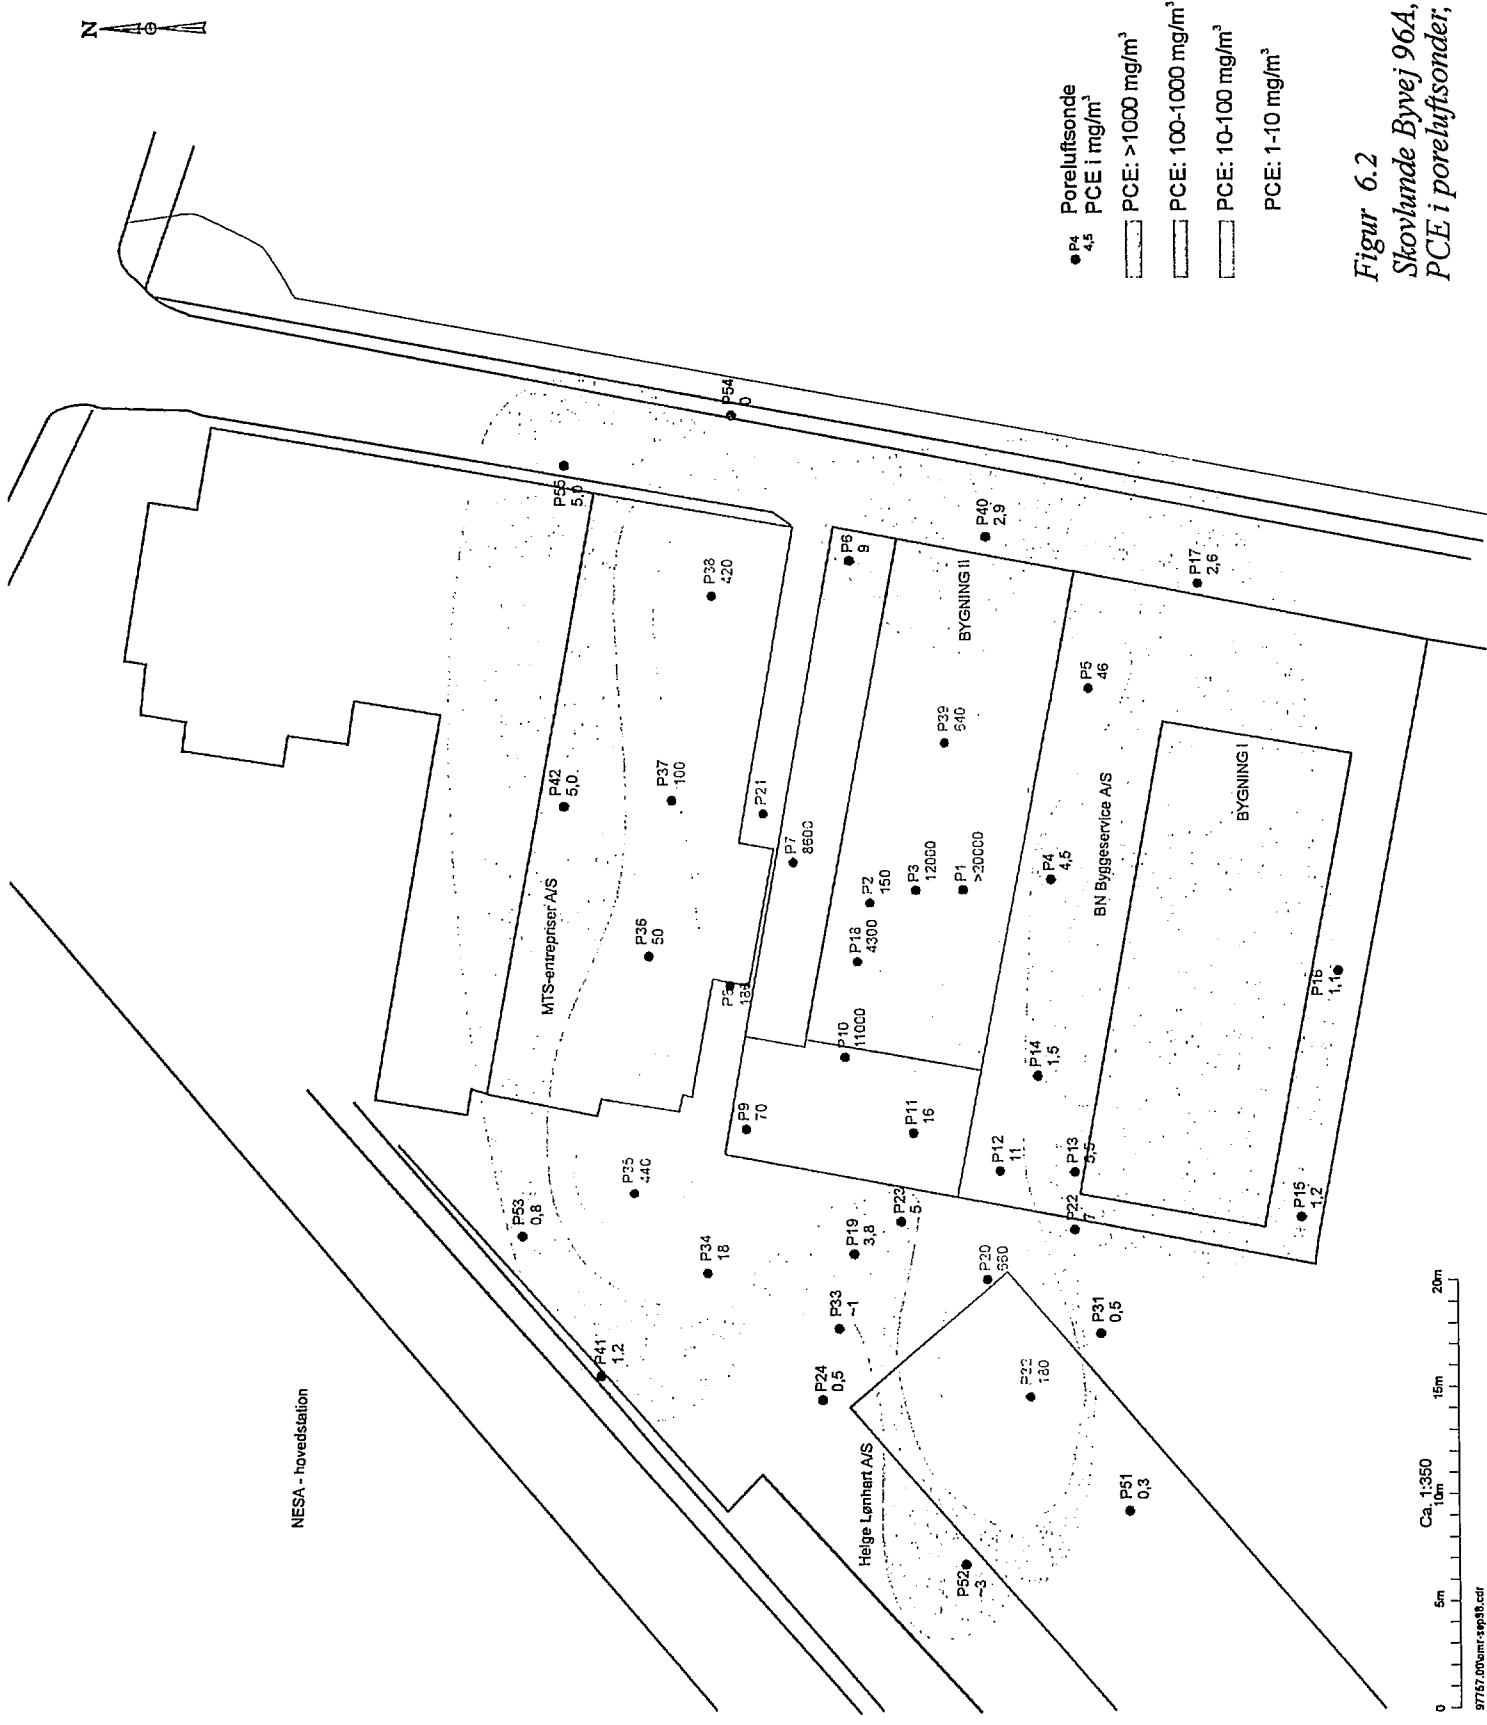 N
NESA - hovedstation
P4
4,5
Poreluftsonde
PCE i mg/m³
PCE: >1000 mg/m³
PCE: 100-1000 mg/m³
PCE: 10-100 mg/m³
PCE: 1-10 mg/m³
Figur 6.2
Skovlunde Byvej 96A,
PCE i poreluftsonder,
P54
0
P55
5,0
P38
420
P42
5,0
P37
100
MTS-entrepriser A/S
P36
50
P21
P7
8600
P53
0,8
P35
440
P34
18
P41
1.2
P9
70
P10
11000
P18
4300
P2
150
P3
12000
P1
>20000
P39
640
P6
9
BYGNING II
P40
2,9
P17
2,6
P5
46
P4
4,5
BN Byggeservice A/S
BYGNING I
P14
1,5
P16
1,1
P11
16
P12
11
P13
5,5
P22
7
P15
1,2
P23
5
P19
3,8
P33
~1
P24
0,5
660
P31
0,5
180
Helge Lønhart A/S
P51
0,3
P52
~3
Ca. 1:350
0 5m 10m 15m 20m